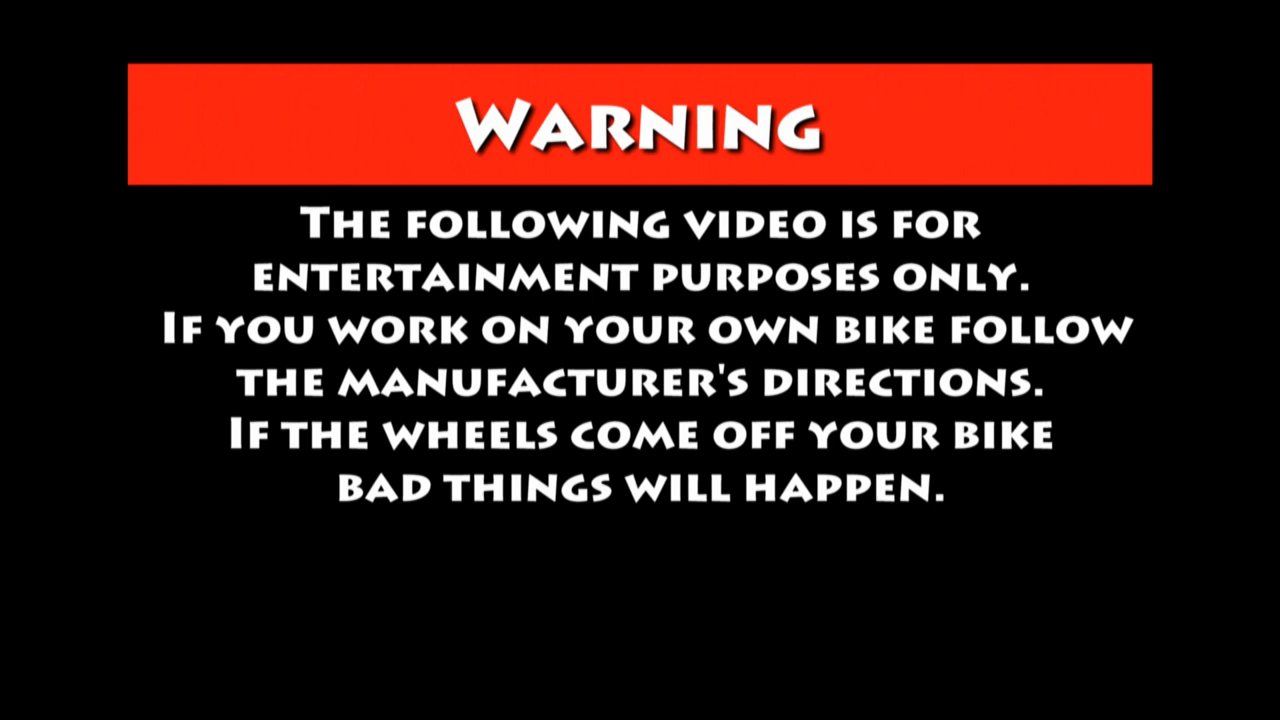 Warning
The following video is for
entertainment purposes only.
If you work on your own bike follow
the manufacturer's directions.
If the wheels come off your bike
bad things will happen.